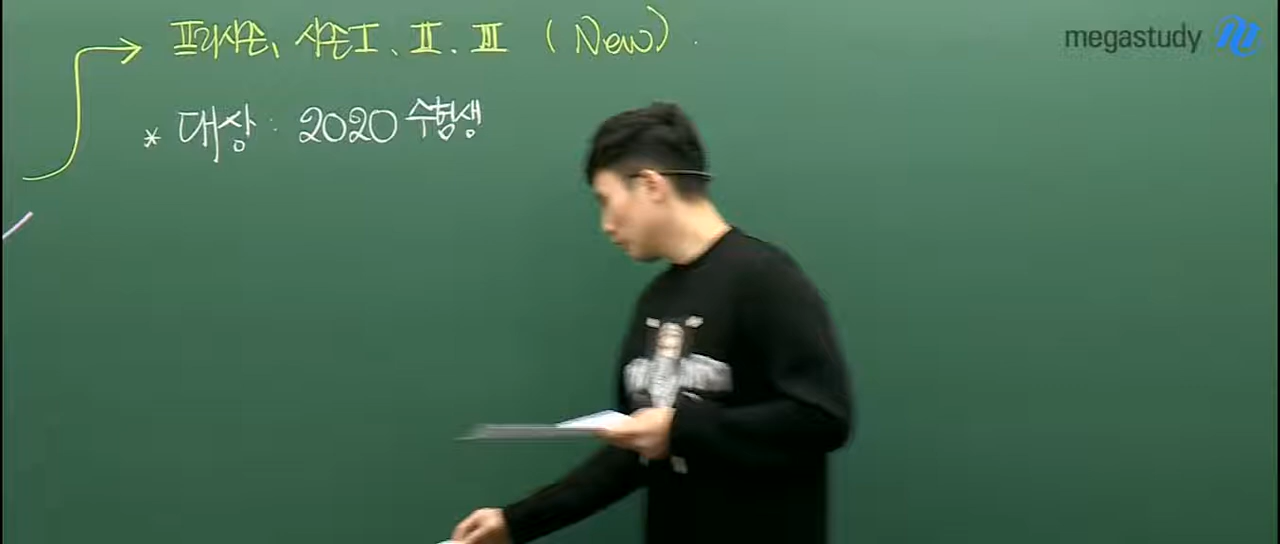 프리시즌, 시즌 I. II. III (New).
megastudy
* 대상: 2020 수험생